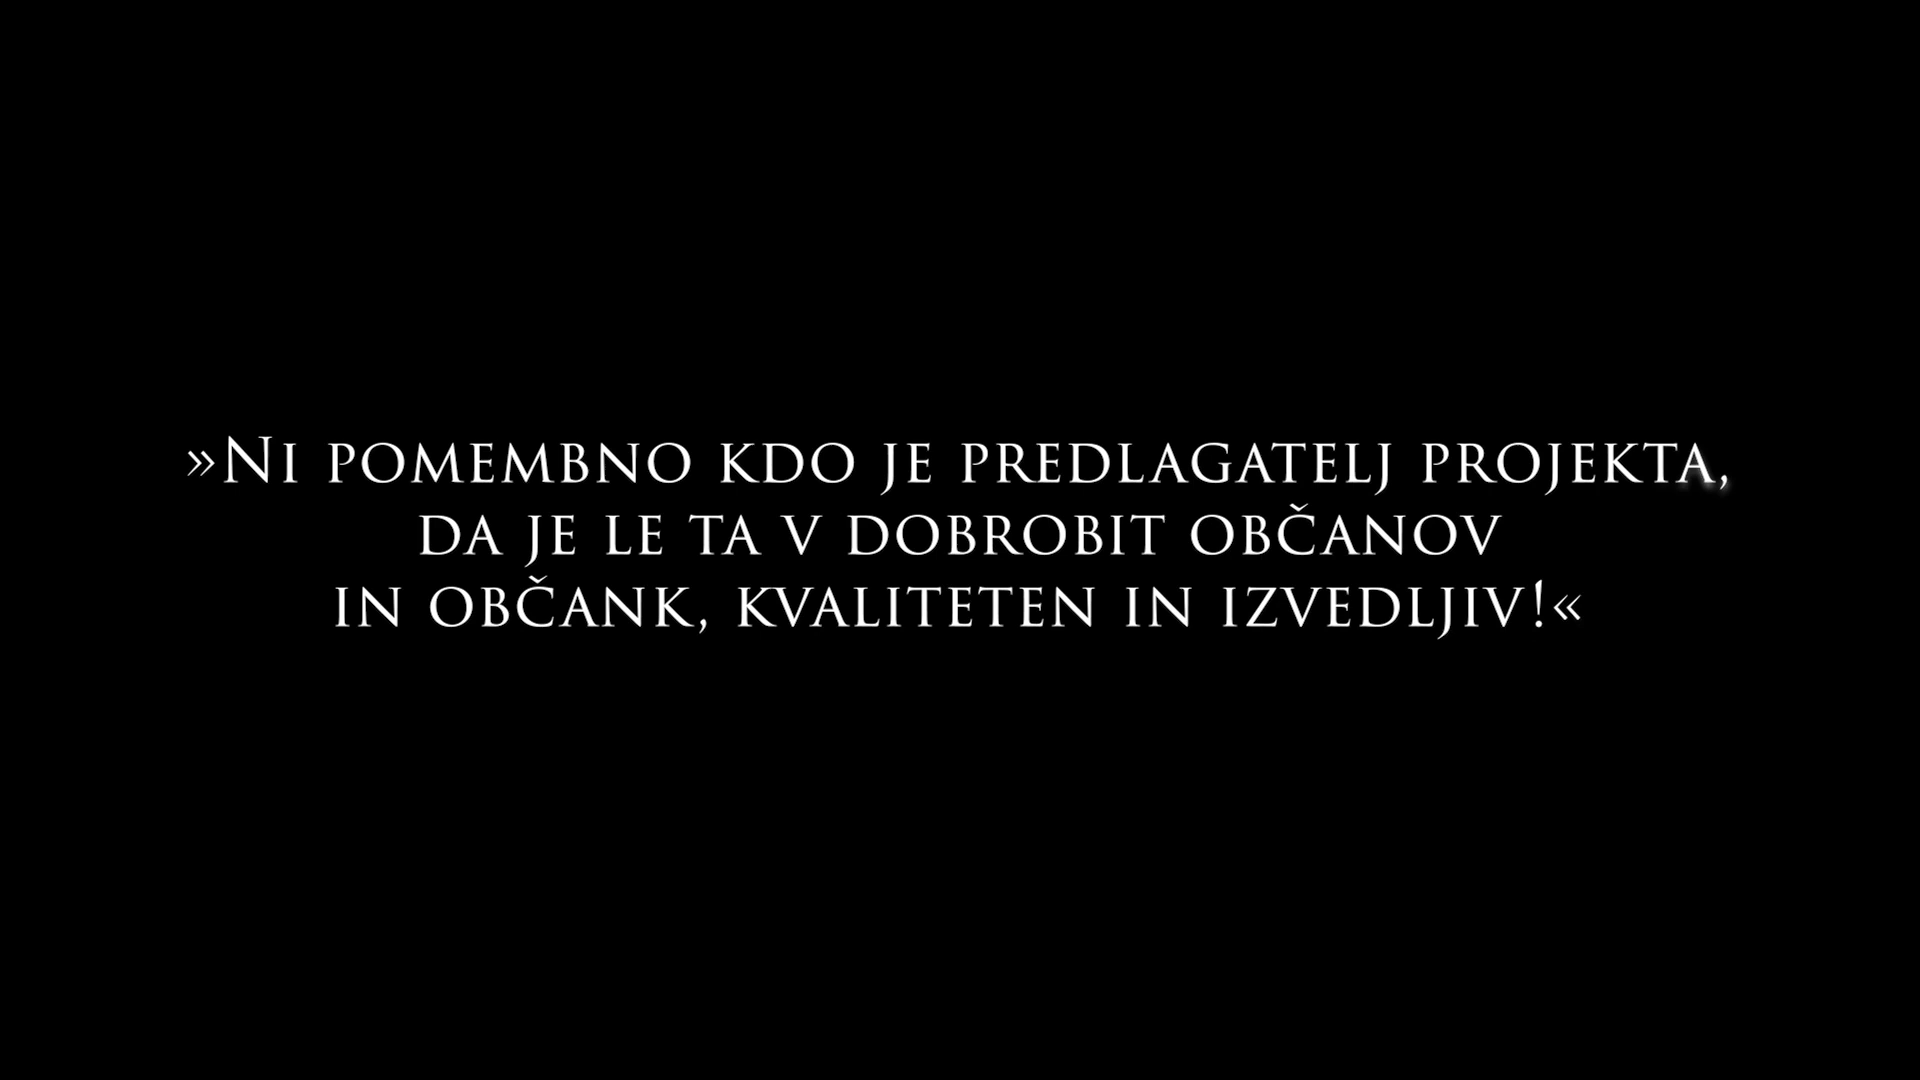 »Ni pomembno kdo je predlagatelj projekta,
da je le ta v dobrobit občanov
in občank, kvaliteten in izvedljiv!«